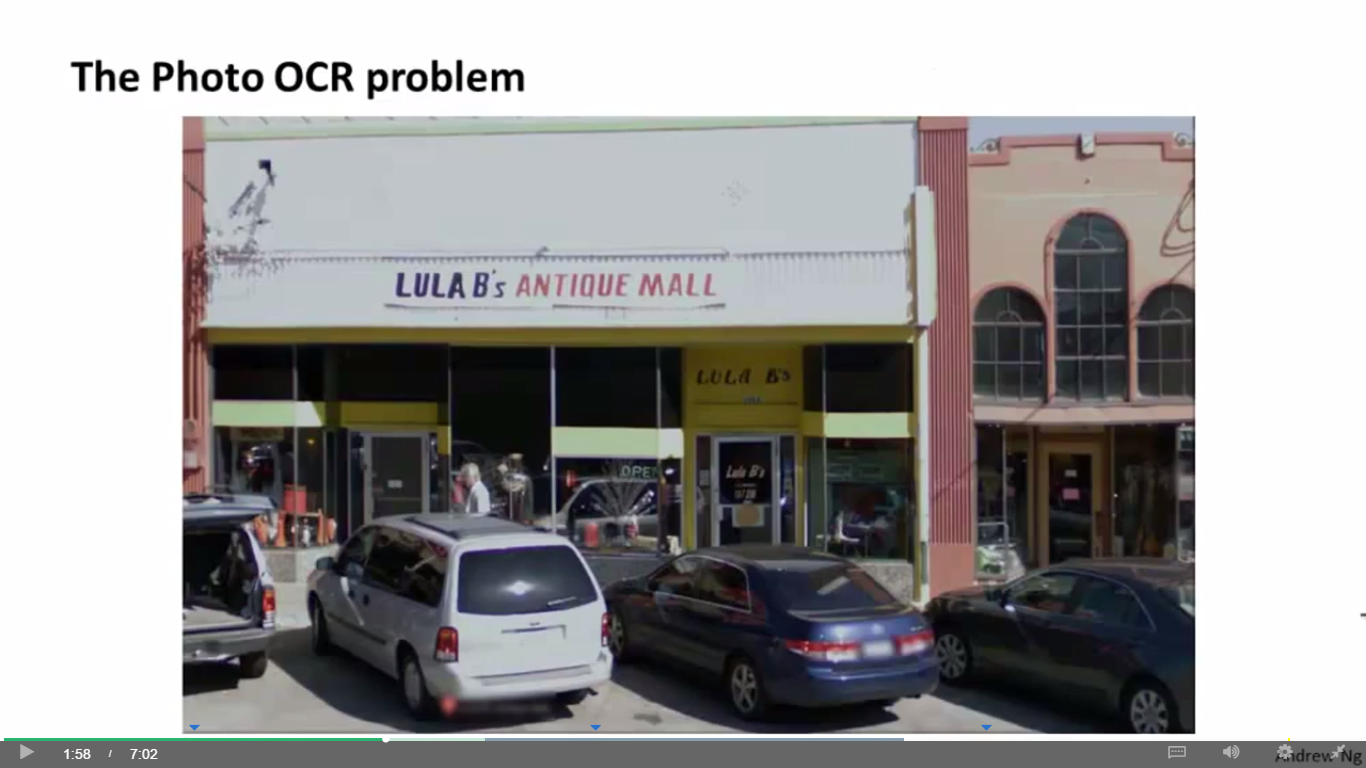 The Photo OCR problem
LULA B's ANTIQUE MALL
LULA B's
OPEN
Lula B's
1:58 / 7:02
Andrew Ng